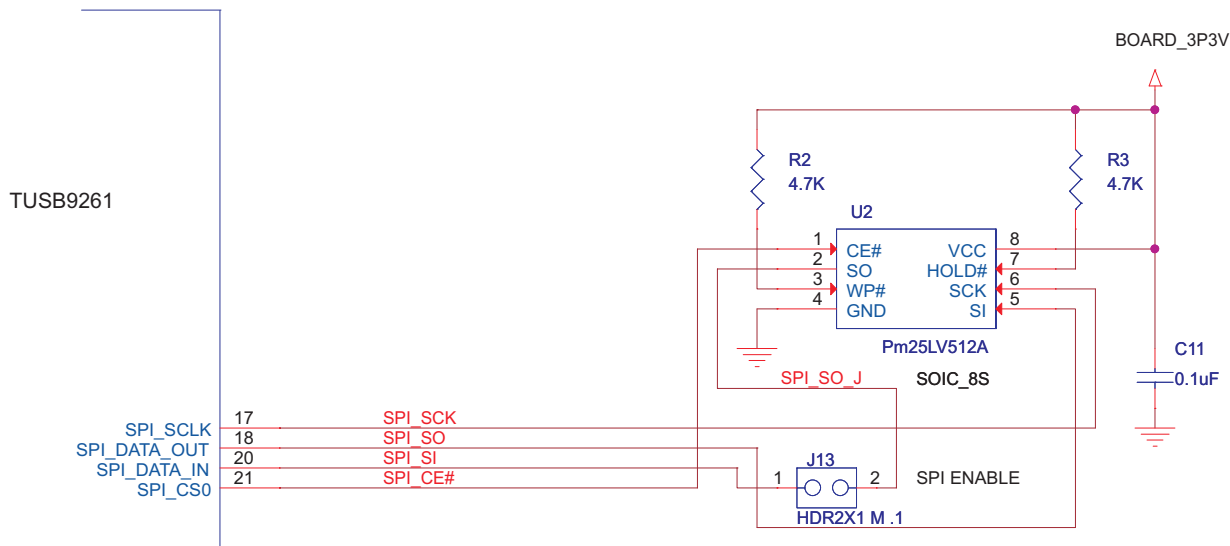 BOARD_3P3V
R2
4.7K
R3
4.7K
TUSB9261
U2
1 CE# VCC 8
2 SO HOLD# 7
3 WP# SCK 6
4 GND SI 5
Pm25LV512A
SOIC_8S
C11
0.1uF
SPI_SO_J
SPI_SCLK 17 SPI_SCK
SPI_DATA_OUT 18 SPI_SO
SPI_DATA_IN 20 SPI_SI
SPI_CS0 21 SPI_CE#
J13
1 2 SPI ENABLE
HDR2X1 M .1